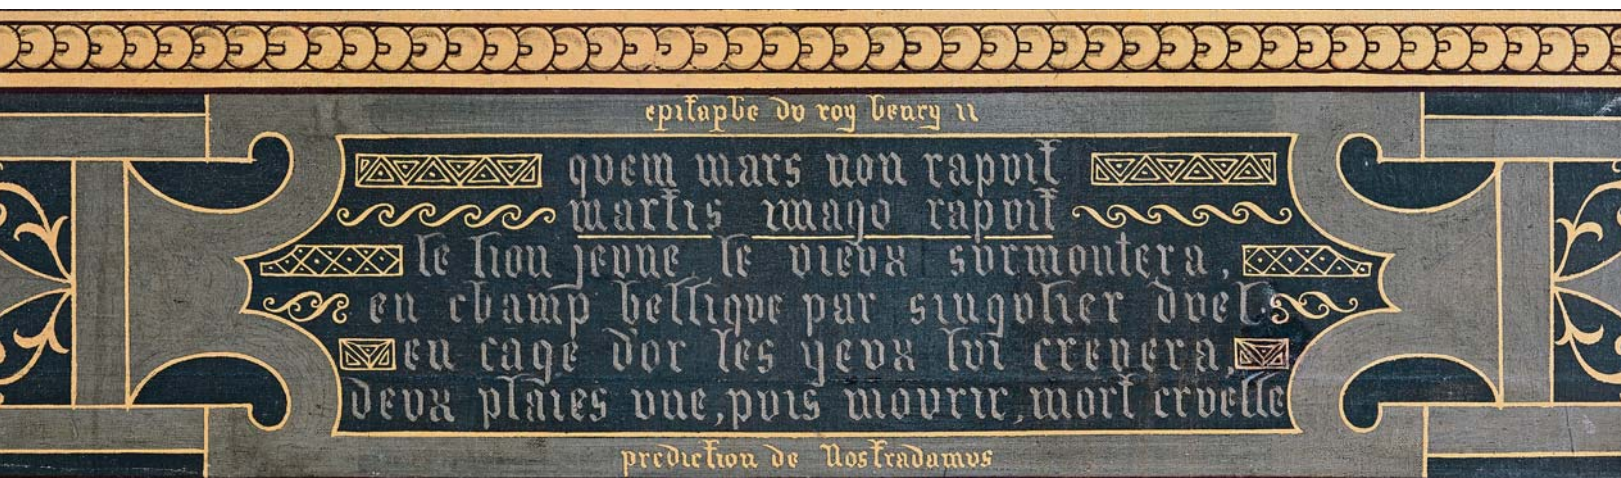 epitaphe du roy henry II
quem mars non rapuit
martis imago rapuit
le lion jeune le vieux surmontera,
en champ bellique par singulier duel
en cage dor les yeux lui crevera,
deux plaies une, puis mourir, mort cruelle
prediction de Nostradamus